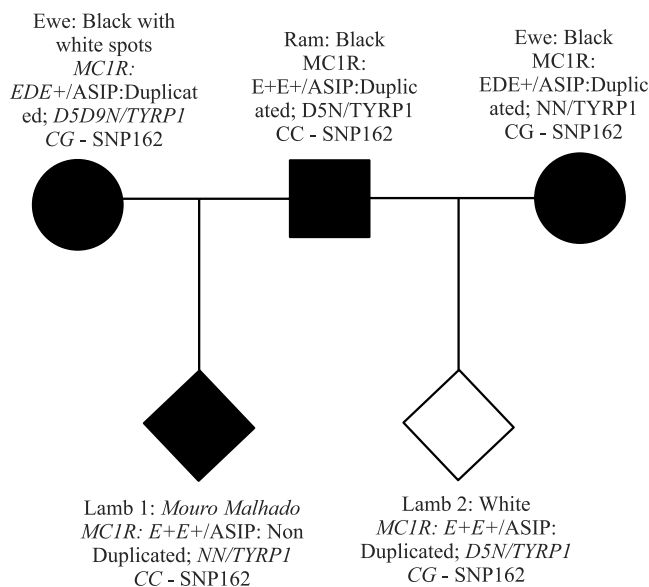 Ewe: Black with
white spots
MC1R:
EDE+/ASIP:Duplicat
ed; D5D9N/TYRP1
CG - SNP162
Ram: Black
MC1R:
E+E+/ASIP:Duplic
ated; D5N/TYRP1
CC - SNP162
Ewe: Black
MC1R:
EDE+/ASIP:Duplic
ated; NN/TYRP1
CG - SNP162
Lamb 1: Mouro Malhado
MC1R: E+E+/ASIP: Non
Duplicated; NN/TYRP1
CC - SNP162
Lamb 2: White
MC1R: E+E+/ASIP:
Duplicated; D5N/TYRP1
CG - SNP162